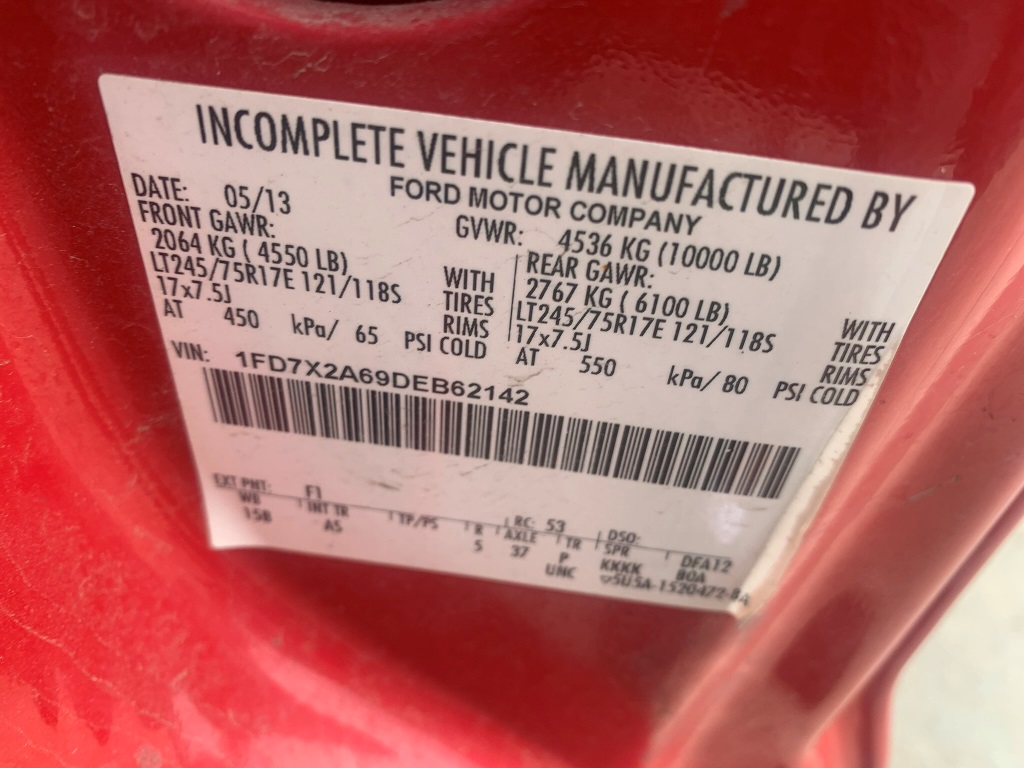 INCOMPLETE VEHICLE MANUFACTURED BY
FORD MOTOR COMPANY
DATE: 05/13 GVWR: 4536 KG (10000 LB)
FRONT GAWR: REAR GAWR:
2064 KG ( 4550 LB) WITH 2767 KG ( 6100 LB) WITH
LT245/75R17E 121/118S TIRES LT245/75R17E 121/118S TIRES
17x7.5J RIMS 17x7.5J RIMS
AT 450 kPa/ 65 PSI COLD AT 550 kPa/ 80 PSI COLD
VIN: 1FD7X2A69DEB62142
EXT PNT: F1 RC: 53 DSO:
WB INT TR TP/PS R AXLE TR SPR DFA12
158 AS 5 37 P KKKK BOA
UNC